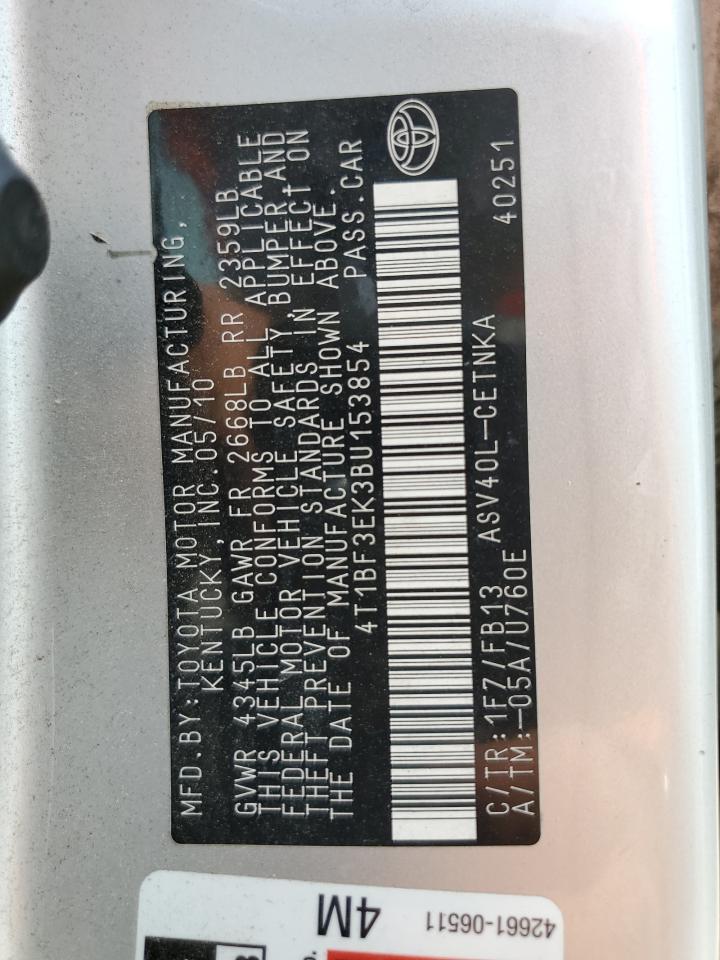 MFD.BY:TOYOTA MOTOR MANUFACTURING,
KENTUCKY,INC.05/10
GVWR 4345LB GAWR FR 2668LB RR 2359LB
THIS VEHICLE CONFORMS TO ALL APPLICABLE
FEDERAL MOTOR VEHICLE SAFETY, BUMPER AND
THEFT PREVENTION STANDARDS IN EFFECT ON
THE DATE OF MANUFACTURE SHOWN ABOVE.
4T1BF3EK3BU153854 PASS.CAR
C/TR:1F7/FB13 ASV40L-CETNKA 40251
A/TM:-05A/U760E
4M
42661-06511